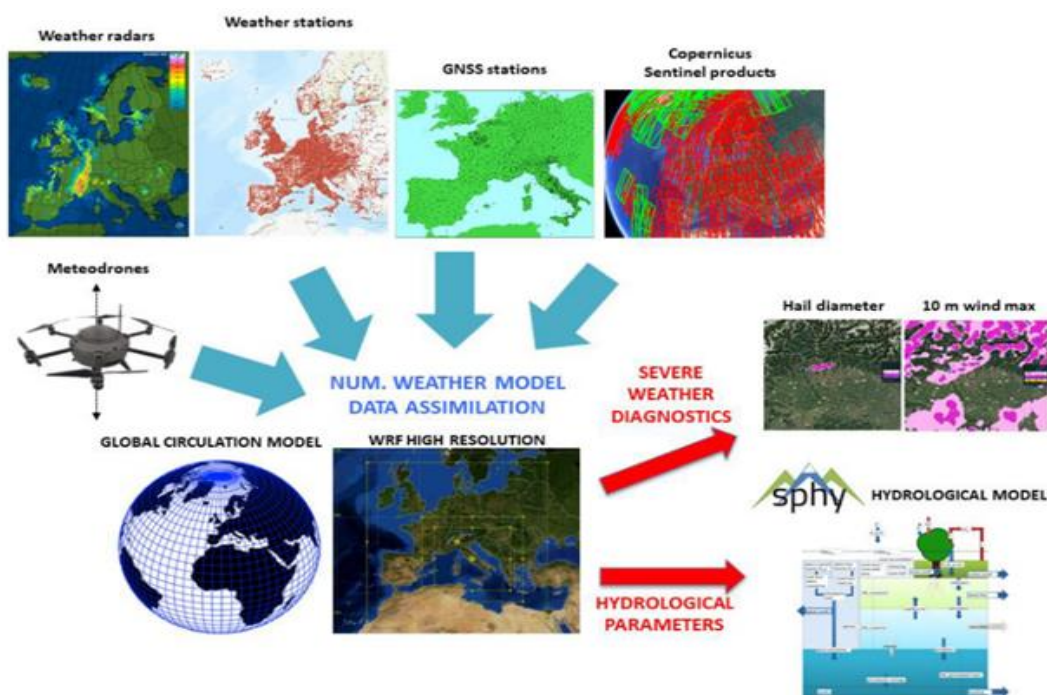 Weather radars
Weather stations
GNSS stations
Copernicus
Sentinel products
Meteodrones
Hail diameter
10 m wind max
NUM. WEATHER MODEL
DATA ASSIMILATION
SEVERE
WEATHER
DIAGNOSTICS
GLOBAL CIRCULATION MODEL
WRF HIGH RESOLUTION
sphy
HYDROLOGICAL MODEL
HYDROLOGICAL
PARAMETERS